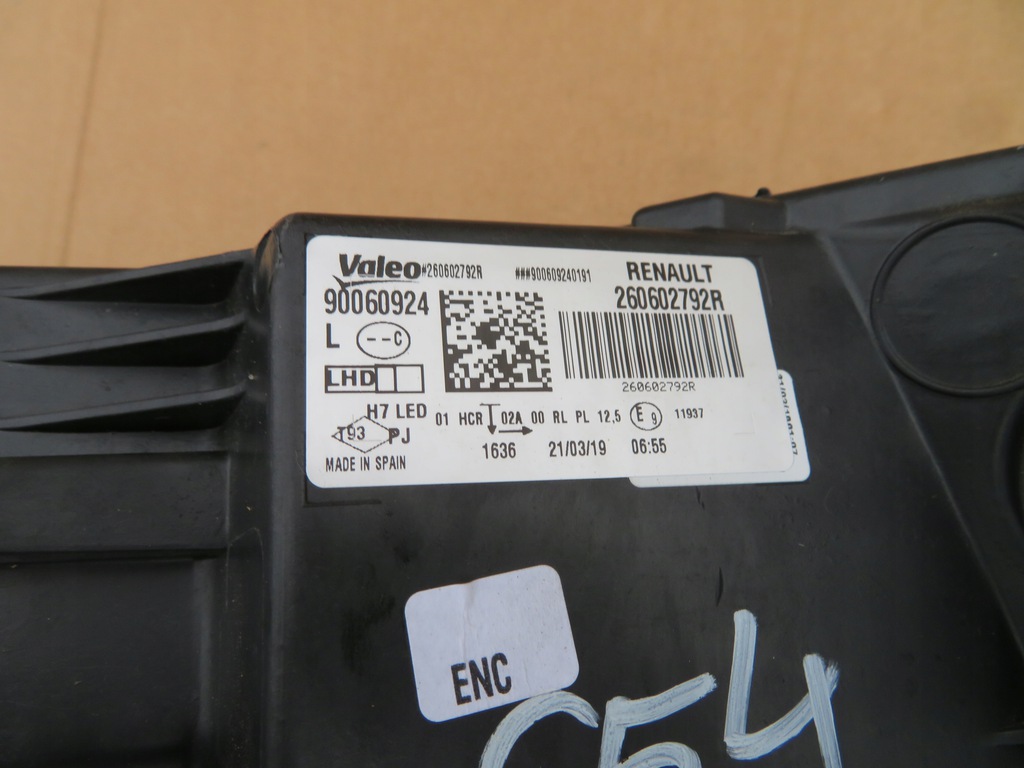 Valeo #260602792R ###900609240191 RENAULT
90060924 260602792R
L --C
LHD
260602792R
H7 LED 01 HCR 02A 00 RL PL 12,5 E9 11937
T93 PJ 1636 21/03/19 06:55
MADE IN SPAIN
ENC
C54